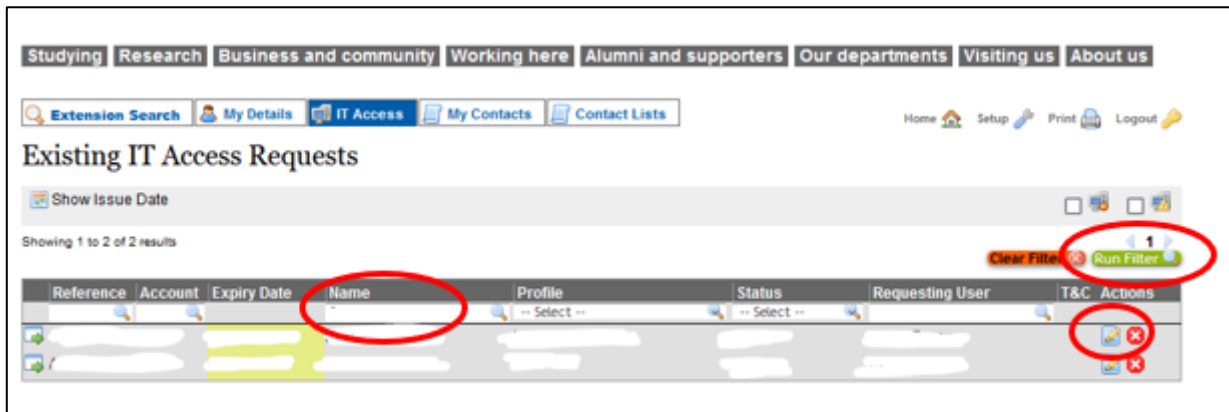 Studying Research Business and community Working here Alumni and supporters Our departments Visiting us About us
Extension Search My Details IT Access My Contacts Contact Lists Home Setup Print Logout
Existing IT Access Requests
Show Issue Date
Showing 1 to 2 of 2 results
1
Clear Filter Run Filter
Reference Account Expiry Date Name Profile Status Requesting User T&C Actions
-- Select -- -- Select --